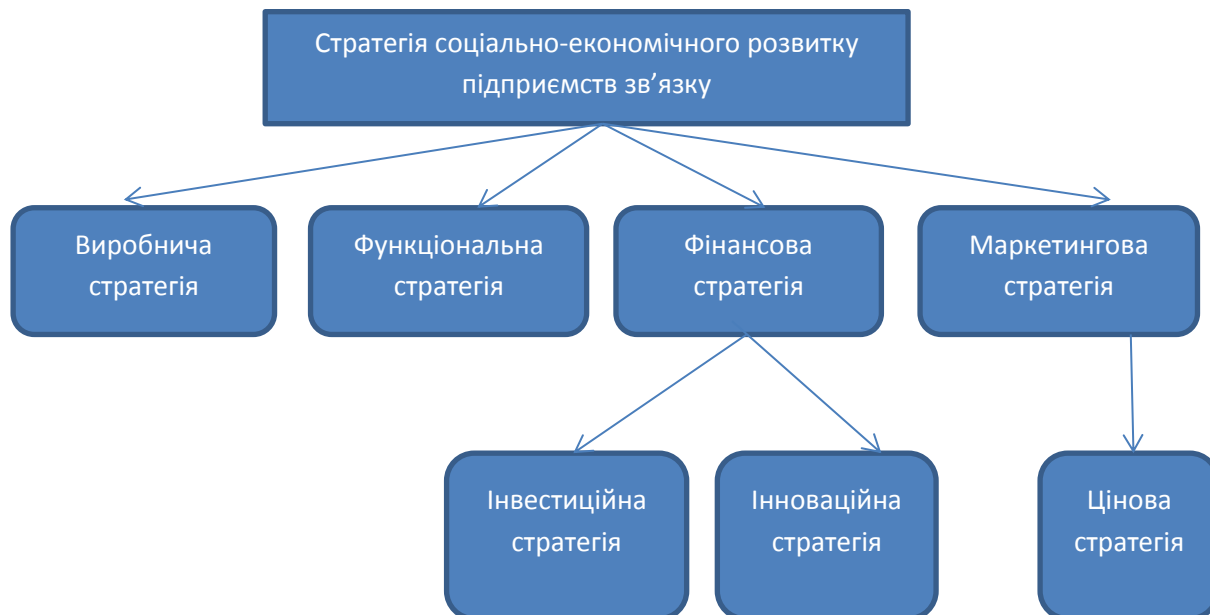 Стратегія соціально-економічного розвитку
підприємств зв’язку
Виробнича
стратегія
Функціональна
стратегія
Фінансова
стратегія
Маркетингова
стратегія
Інвестиційна
стратегія
Інноваційна
стратегія
Цінова
стратегія